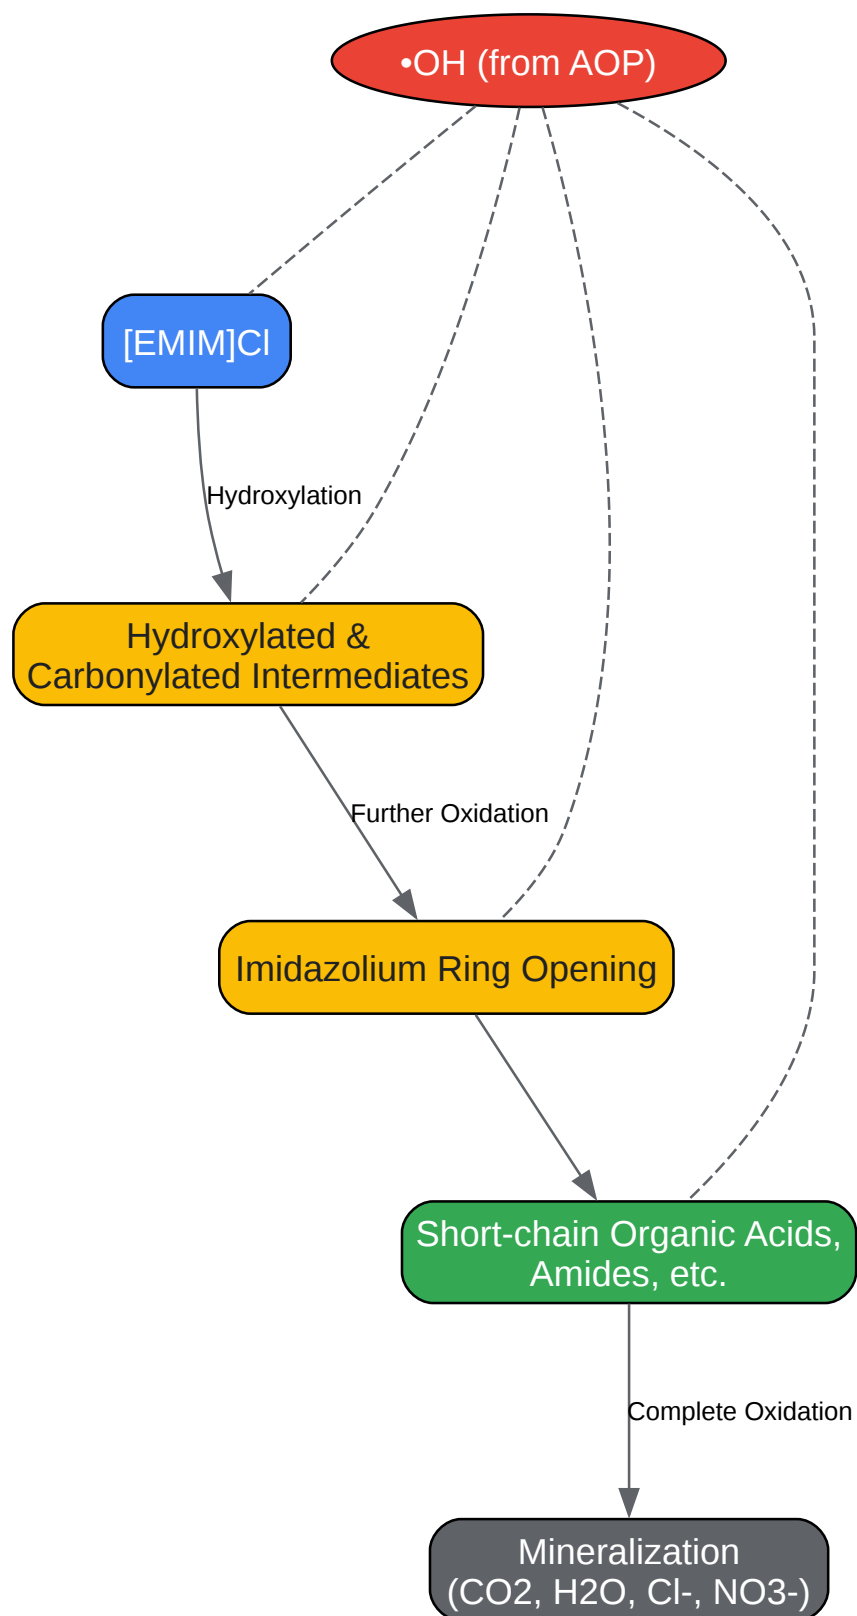 •OH (from AOP)
[EMIM]Cl
Hydroxylation
Hydroxylated &
Carbonylated Intermediates
Further Oxidation
Imidazolium Ring Opening
Short-chain Organic Acids,
Amides, etc.
Complete Oxidation
Mineralization
(CO2, H2O, Cl-, NO3-)